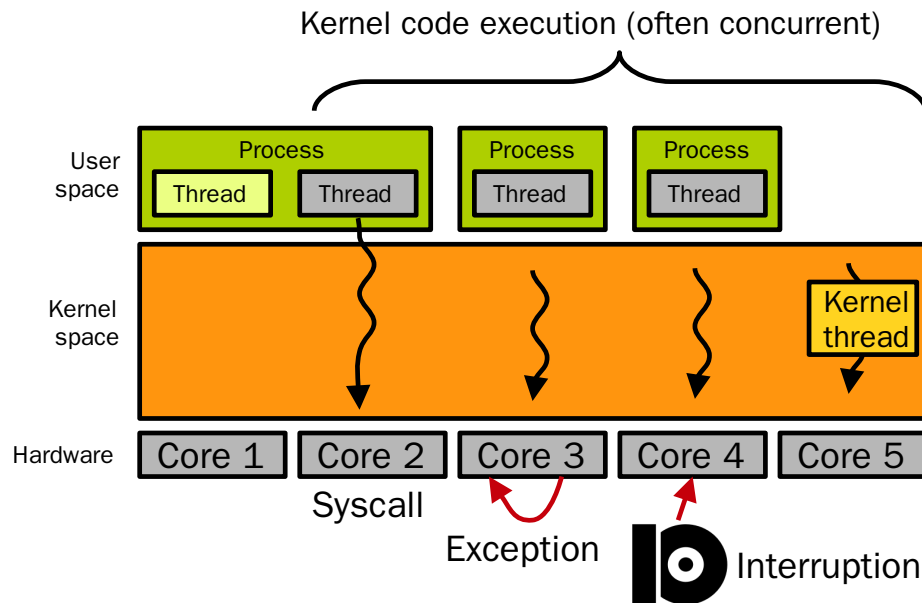 Kernel code execution (often concurrent)
User
space
Process
Process
Process
Thread
Thread
Thread
Thread
Kernel
space
Kernel
thread
Hardware
Core 1
Core 2
Core 3
Core 4
Core 5
Syscall
Exception
Interruption